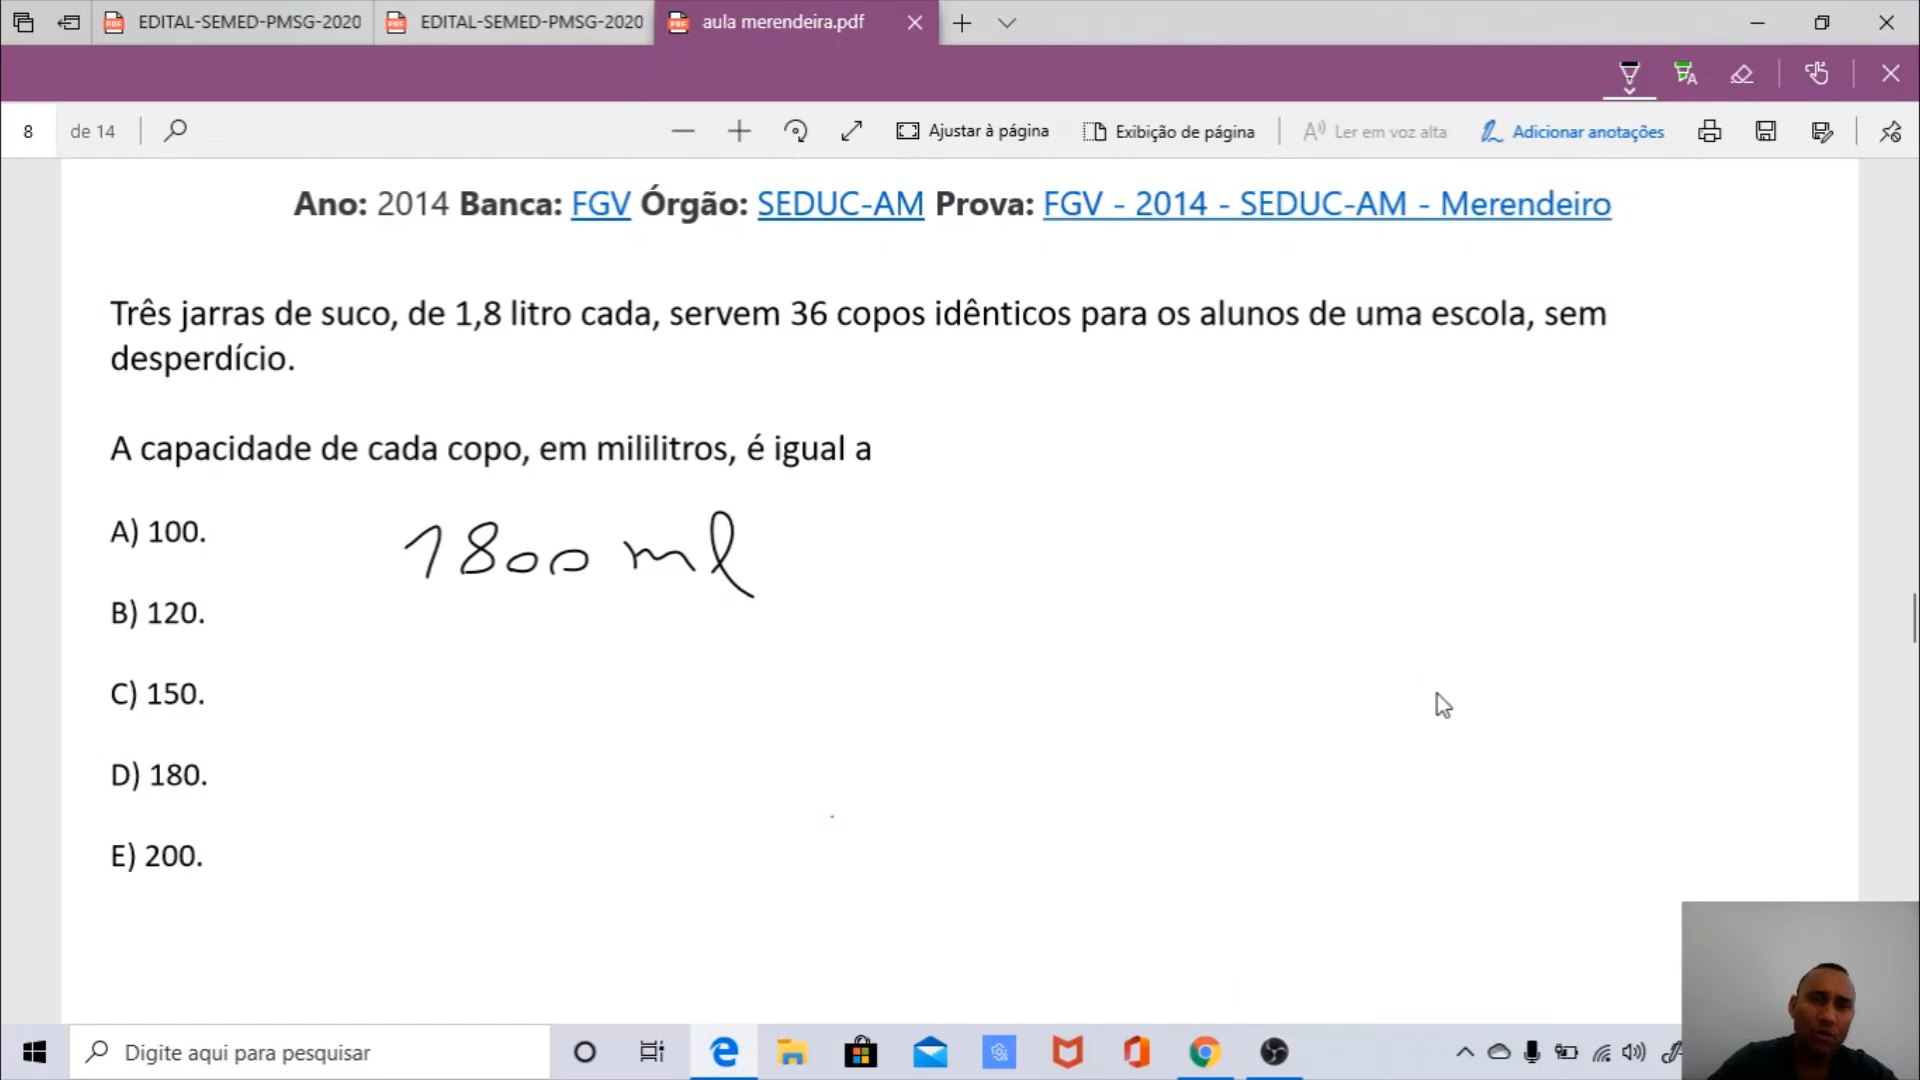 EDITAL-SEMED-PMSG-2020
EDITAL-SEMED-PMSG-2020
aula merendeira.pdf
8 de 14
Ajustar à página
Exibição de página
Ler em voz alta
Adicionar anotações
Ano: 2014 Banca: FGV Órgão: SEDUC-AM Prova: FGV - 2014 - SEDUC-AM - Merendeiro
Três jarras de suco, de 1,8 litro cada, servem 36 copos idênticos para os alunos de uma escola, sem
desperdício.
A capacidade de cada copo, em mililitros, é igual a
A) 100.
1800 ml
B) 120.
C) 150.
D) 180.
E) 200.
Digite aqui para pesquisar